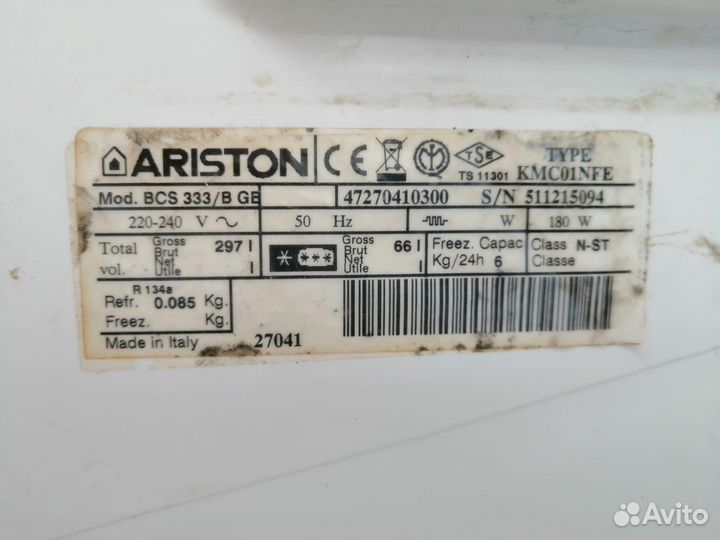 ARISTON CE TSE TS 11301 TYPE KMC01NFE
Mod. BCS 333/B GE 47270410300 S/N 511215094
220-240 V 50 Hz W 180 W
Total vol. Gross Brut 297 l Net Utile l Gross Brut 66 l Net Utile l Freez. Capac Kg/24h 6 Class N-ST Classe
R 134a
Refr. 0.085 Kg.
Freez. Kg.
Made in Italy 27041
Avito